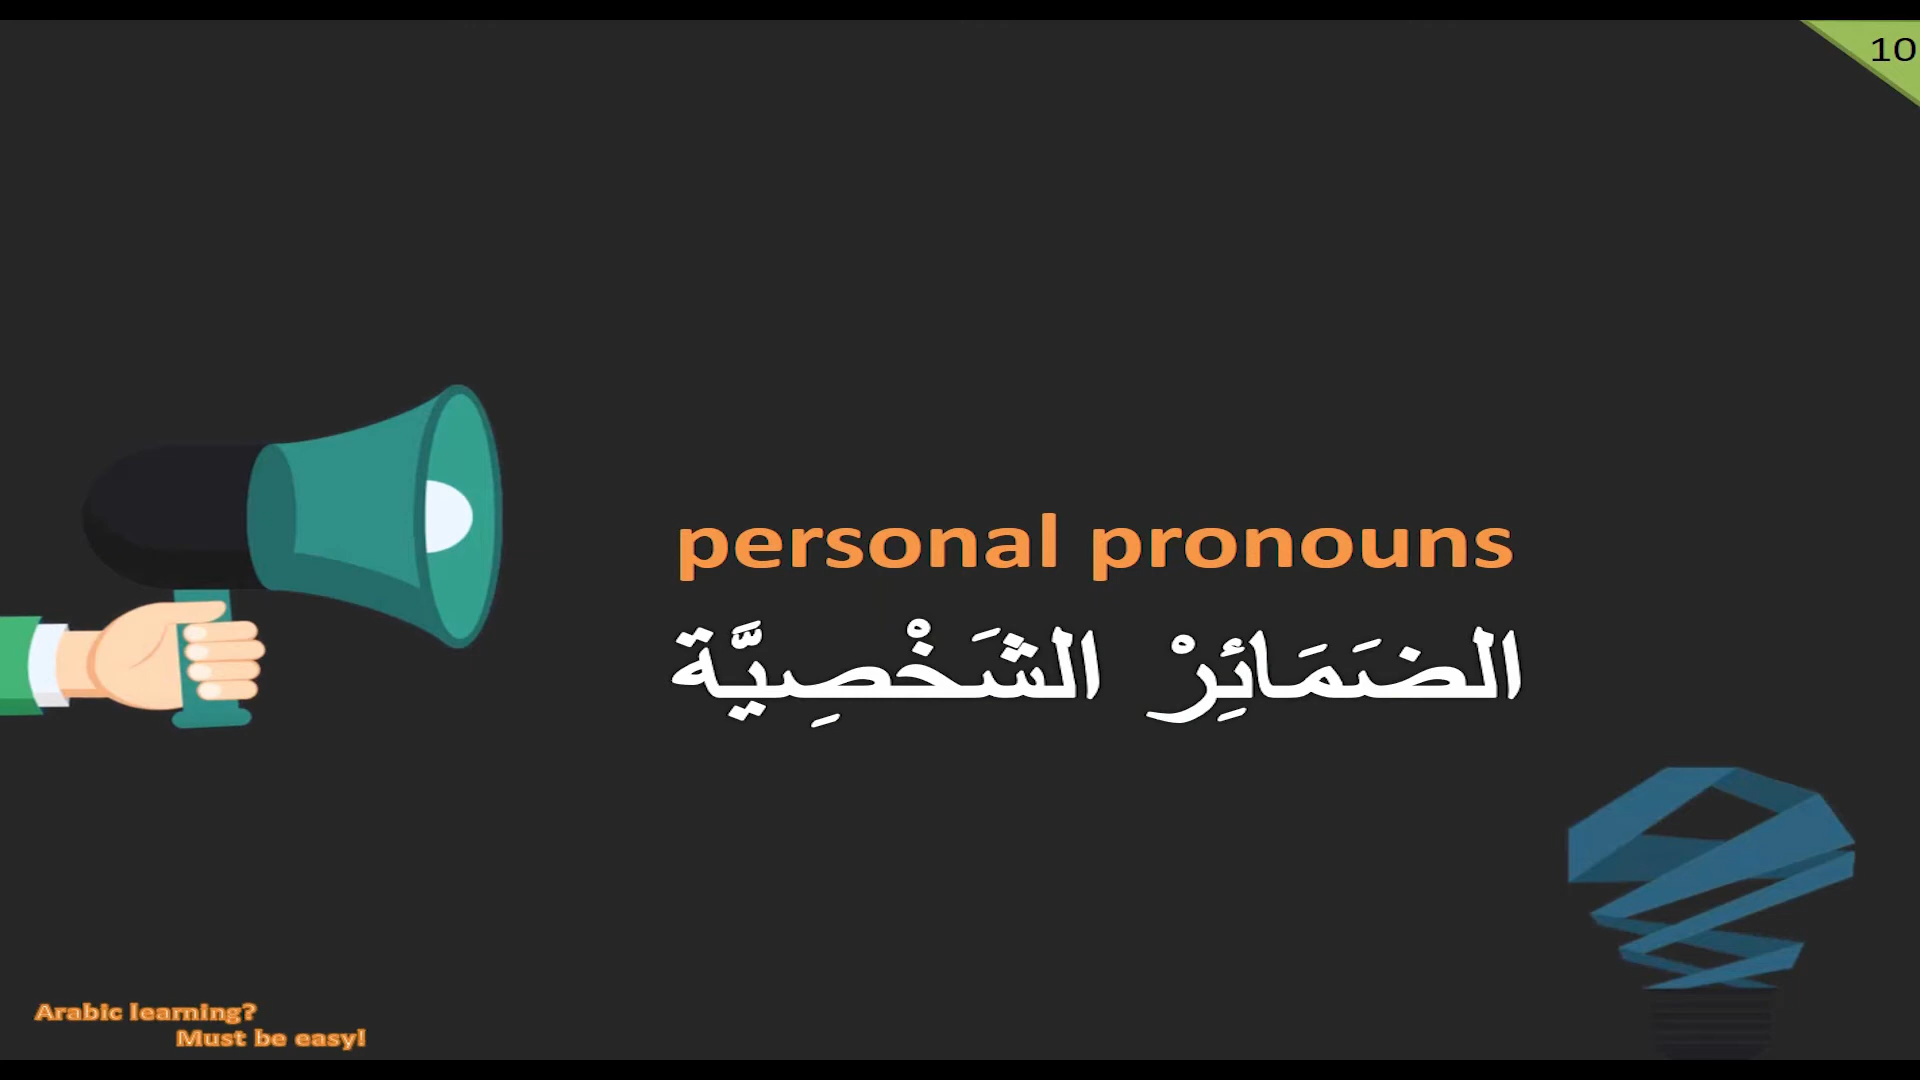 10
personal pronouns
الضَمَائِرْ الشَخْصِيَّة
Arabic learning?
Must be easy!